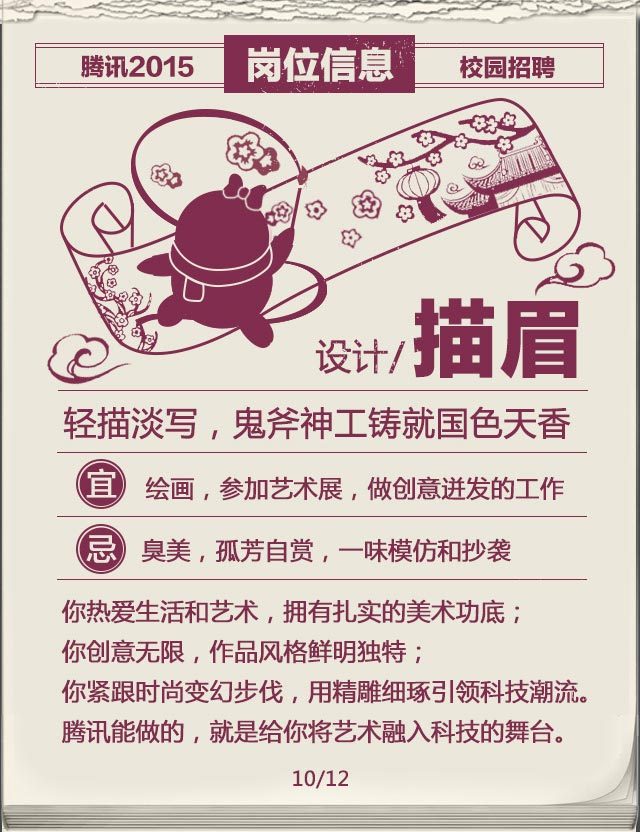 腾讯2015 岗位信息 校园招聘
设计/描眉
轻描淡写，鬼斧神工铸就国色天香
宜 绘画，参加艺术展，做创意迸发的工作
忌 臭美，孤芳自赏，一味模仿和抄袭
你热爱生活和艺术，拥有扎实的美术功底；
你创意无限，作品风格鲜明独特；
你紧跟时尚变幻步伐，用精雕细琢引领科技潮流。
腾讯能做的，就是给你将艺术融入科技的舞台。
10/12